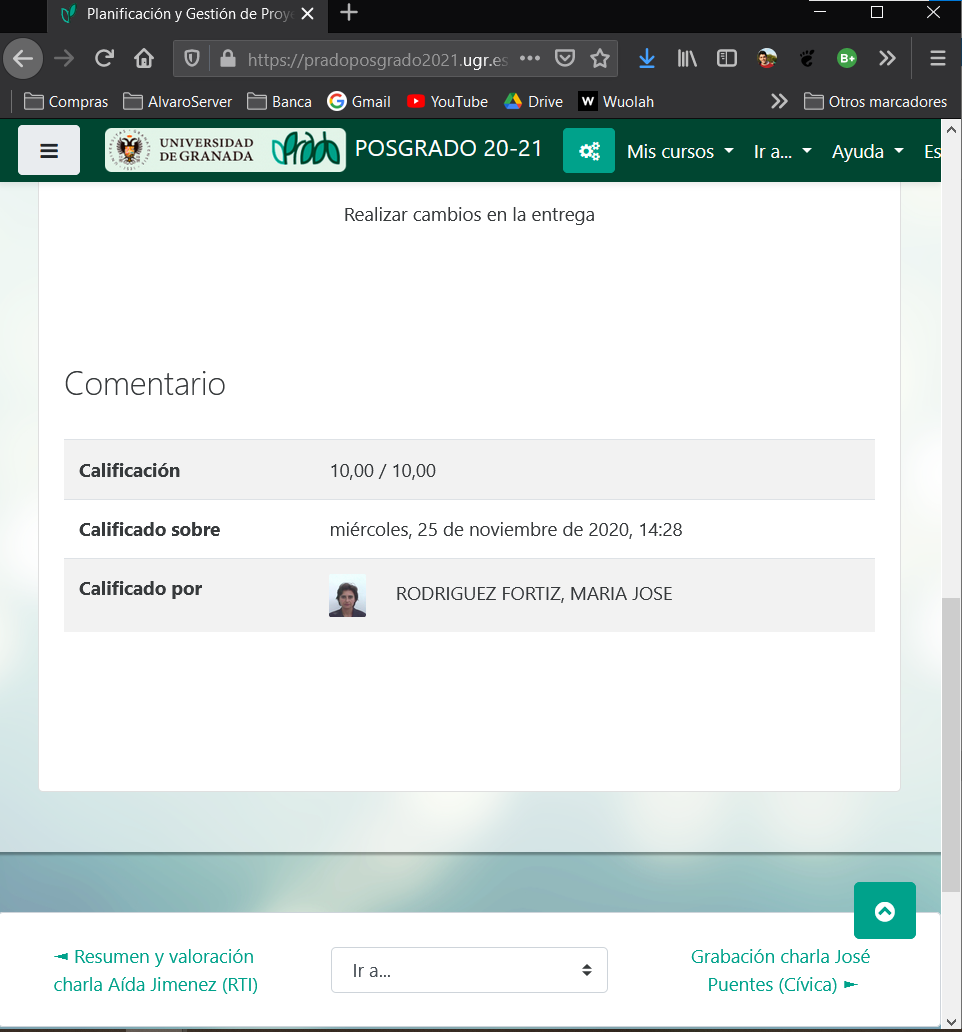 Planificación y Gestión de Proy
https://pradoposgrado2021.ugr.es
Compras AlvaroServer Banca Gmail YouTube Drive W Wuolah Otros marcadores
UNIVERSIDAD DE GRANADA prado POSGRADO 20-21 Mis cursos Ir a... Ayuda Es
Realizar cambios en la entrega
Comentario
Calificación 10,00 / 10,00
Calificado sobre miércoles, 25 de noviembre de 2020, 14:28
Calificado por RODRIGUEZ FORTIZ, MARIA JOSE
◄ Resumen y valoración
charla Aída Jimenez (RTI)
Ir a...
Grabación charla José
Puentes (Cívica) ►